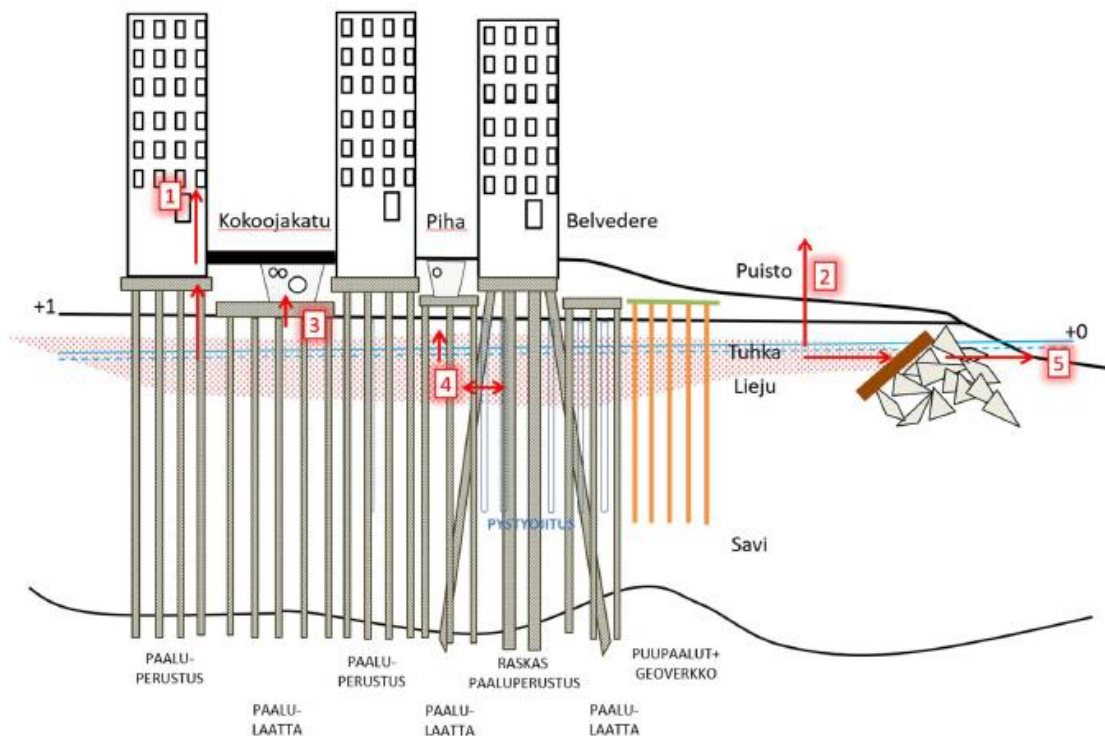 1
Kokoojakatu
Piha
Belvedere
Puisto
2
+1
3
+0
Tuhka
4
5
Lieju
PYSTYOJITUS
Savi
PAALU-
PERUSTUS
PAALU-
PERUSTUS
RASKAS
PAALUPERUSTUS
PUUPAALUT+
GEOVERKKO
PAALU-
LAATTA
PAALU-
LAATTA
PAALU-
LAATTA